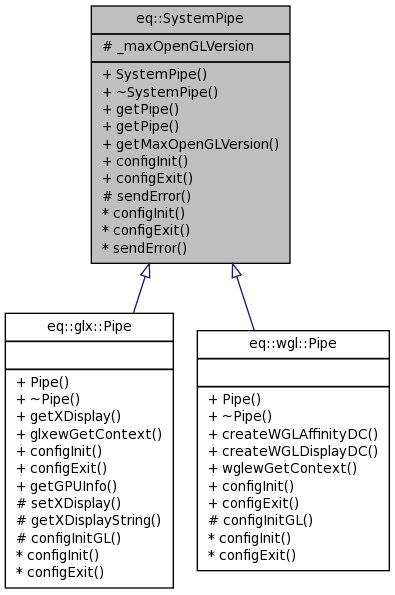 eq::SystemPipe
# _maxOpenGLVersion
+ SystemPipe()
+ ~SystemPipe()
+ getPipe()
+ getPipe()
+ getMaxOpenGLVersion()
+ configInit()
+ configExit()
# sendError()
* configInit()
* configExit()
* sendError()
eq::glx::Pipe
+ Pipe()
+ ~Pipe()
+ getXDisplay()
+ glxewGetContext()
+ configInit()
+ configExit()
+ getGPUInfo()
# setXDisplay()
# getXDisplayString()
# configInitGL()
* configInit()
* configExit()
eq::wgl::Pipe
+ Pipe()
+ ~Pipe()
+ createWGLAffinityDC()
+ createWGLDisplayDC()
+ wglewGetContext()
+ configInit()
+ configExit()
# configInitGL()
* configInit()
* configExit()